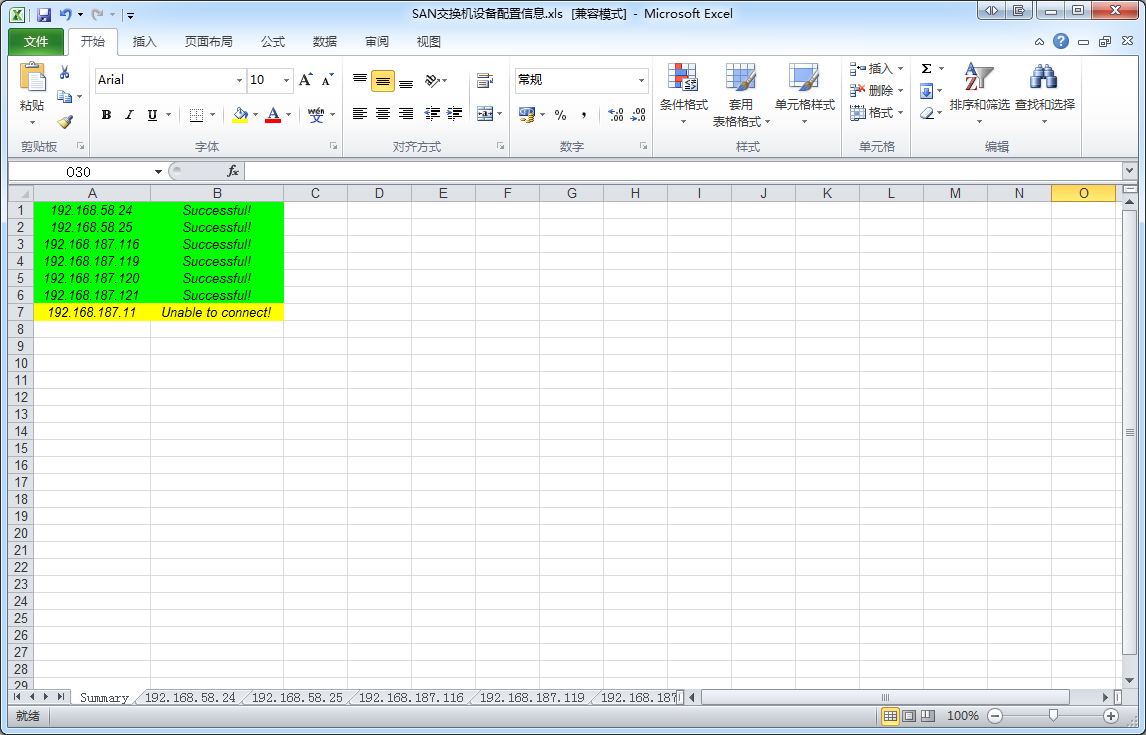 SAN交换机设备配置信息.xls [兼容模式] - Microsoft Excel
文件 开始 插入 页面布局 公式 数据 审阅 视图
Arial 10 常规 插入
粘贴 条件格式 套用 单元格样式 删除 排序和筛选 查找和选择
B I U wén 文 % , 表格格式 格式
剪贴板 字体 对齐方式 数字 样式 单元格 编辑
O30 fx
A B C D E F G H I J K L M N O
1 192.168.58.24 Successful!
2 192.168.58.25 Successful!
3 192.168.187.116 Successful!
4 192.168.187.119 Successful!
5 192.168.187.120 Successful!
6 192.168.187.121 Successful!
7 192.168.187.11 Unable to connect!
8
9
10
11
12
13
14
15
16
17
18
19
20
21
22
23
24
25
26
27
28
29
Summary 192.168.58.24 192.168.58.25 192.168.187.116 192.168.187.119 192.168.187
就绪 100%